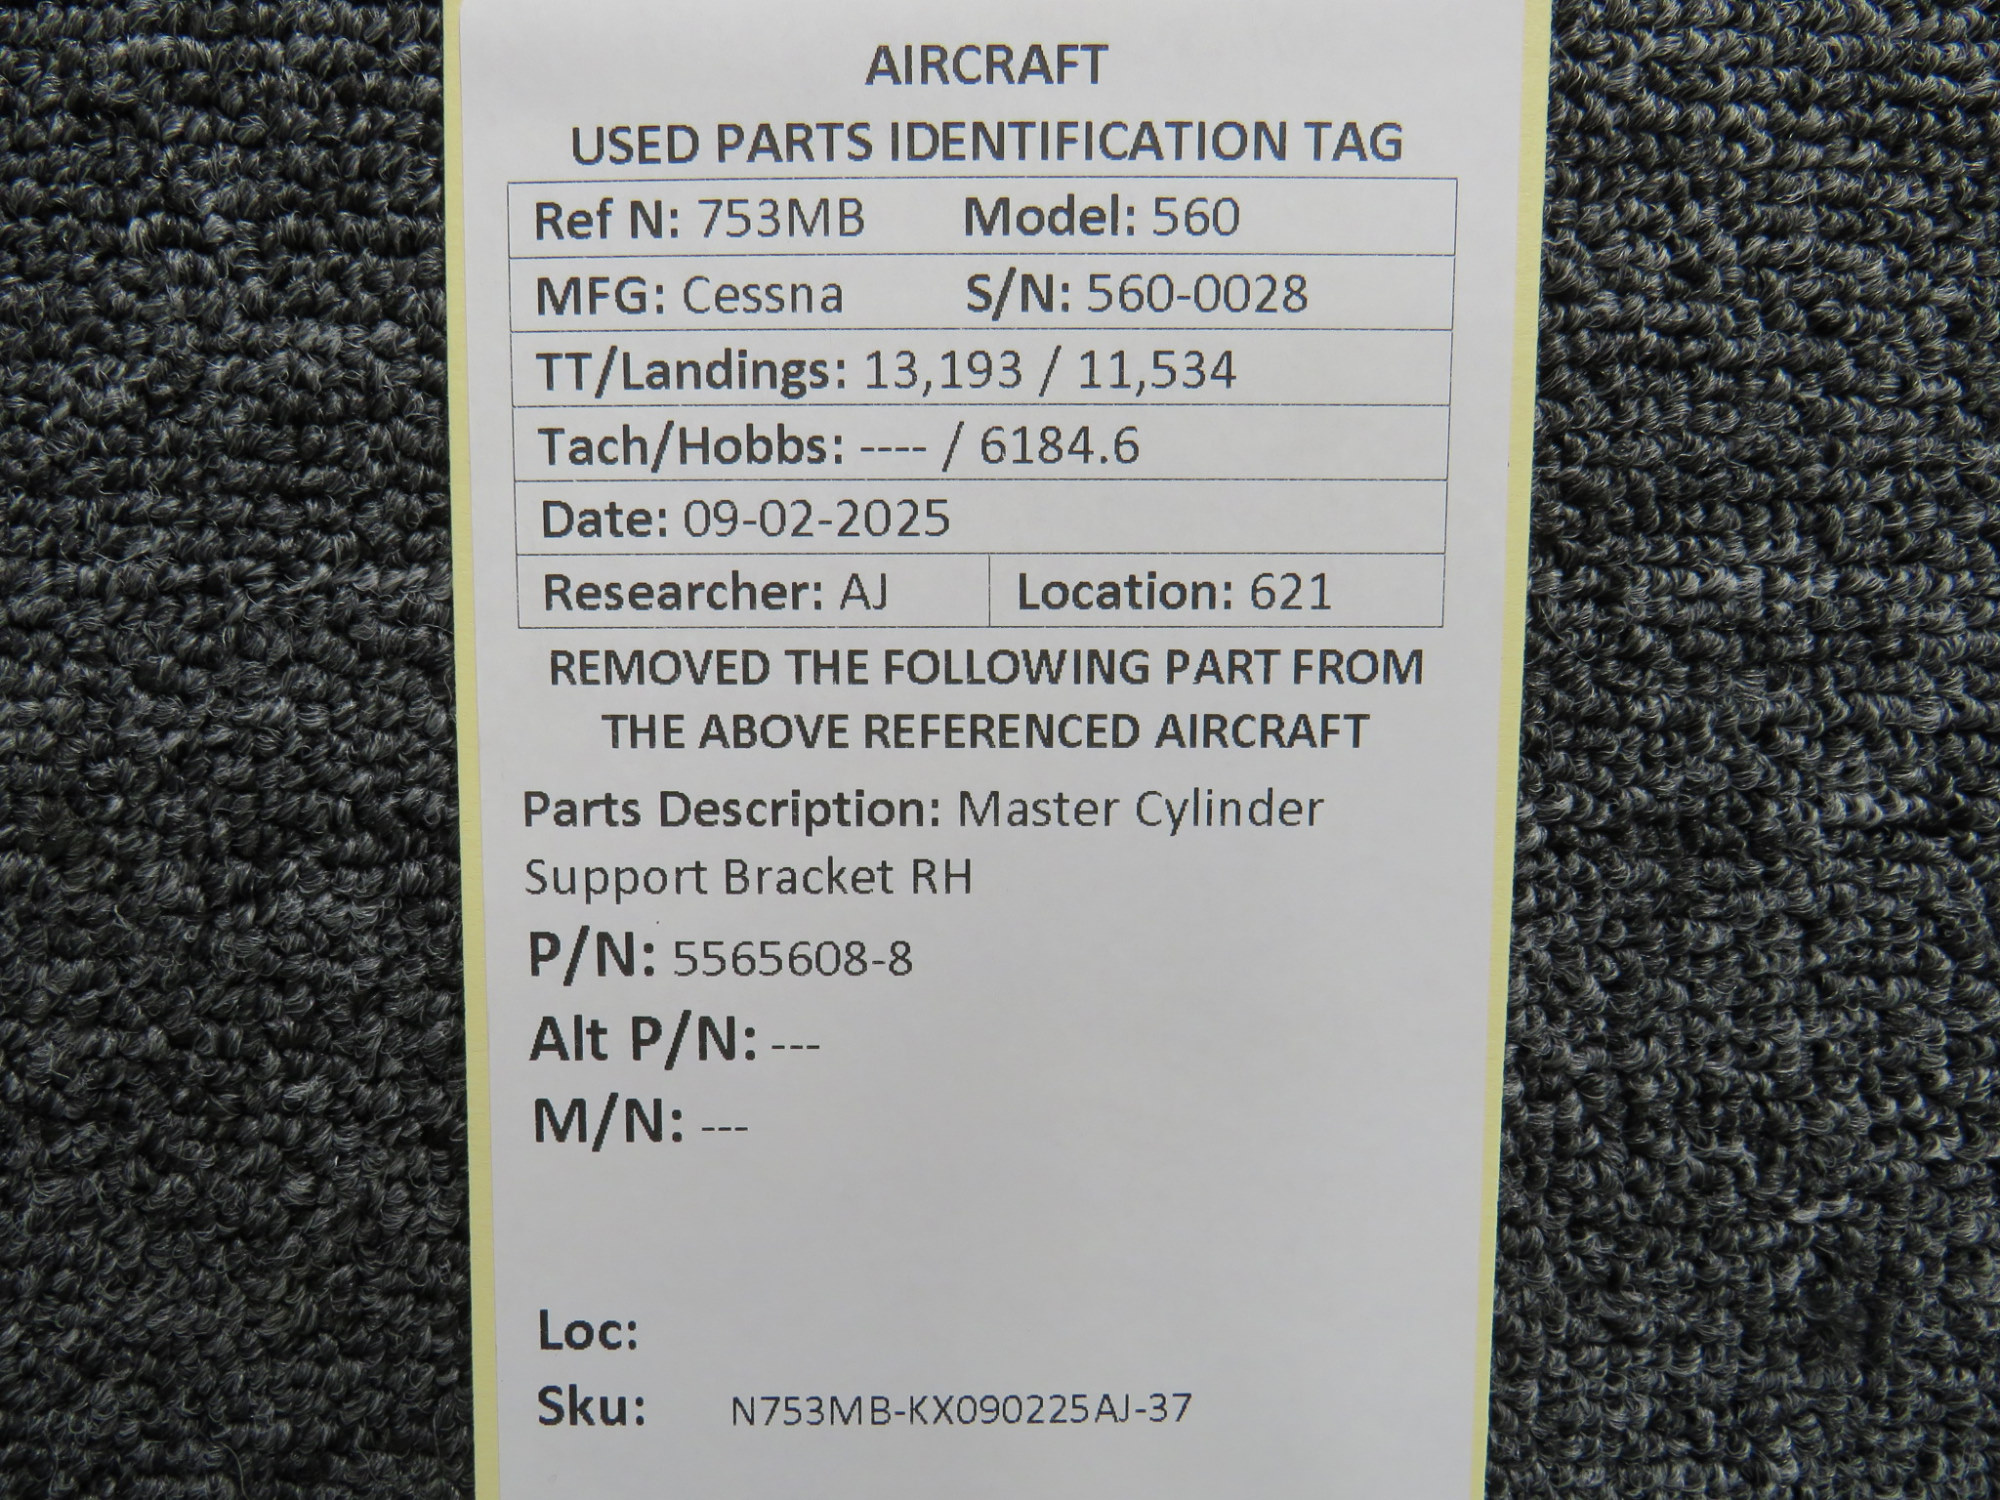 AIRCRAFT
USED PARTS IDENTIFICATION TAG
Ref N: 753MB Model: 560
MFG: Cessna S/N: 560-0028
TT/Landings: 13,193 / 11,534
Tach/Hobbs: ---- / 6184.6
Date: 09-02-2025
Researcher: AJ Location: 621
REMOVED THE FOLLOWING PART FROM
THE ABOVE REFERENCED AIRCRAFT
Parts Description: Master Cylinder
Support Bracket RH
P/N: 5565608-8
Alt P/N: ---
M/N: ---
Loc:
Sku: N753MB-KX090225AJ-37